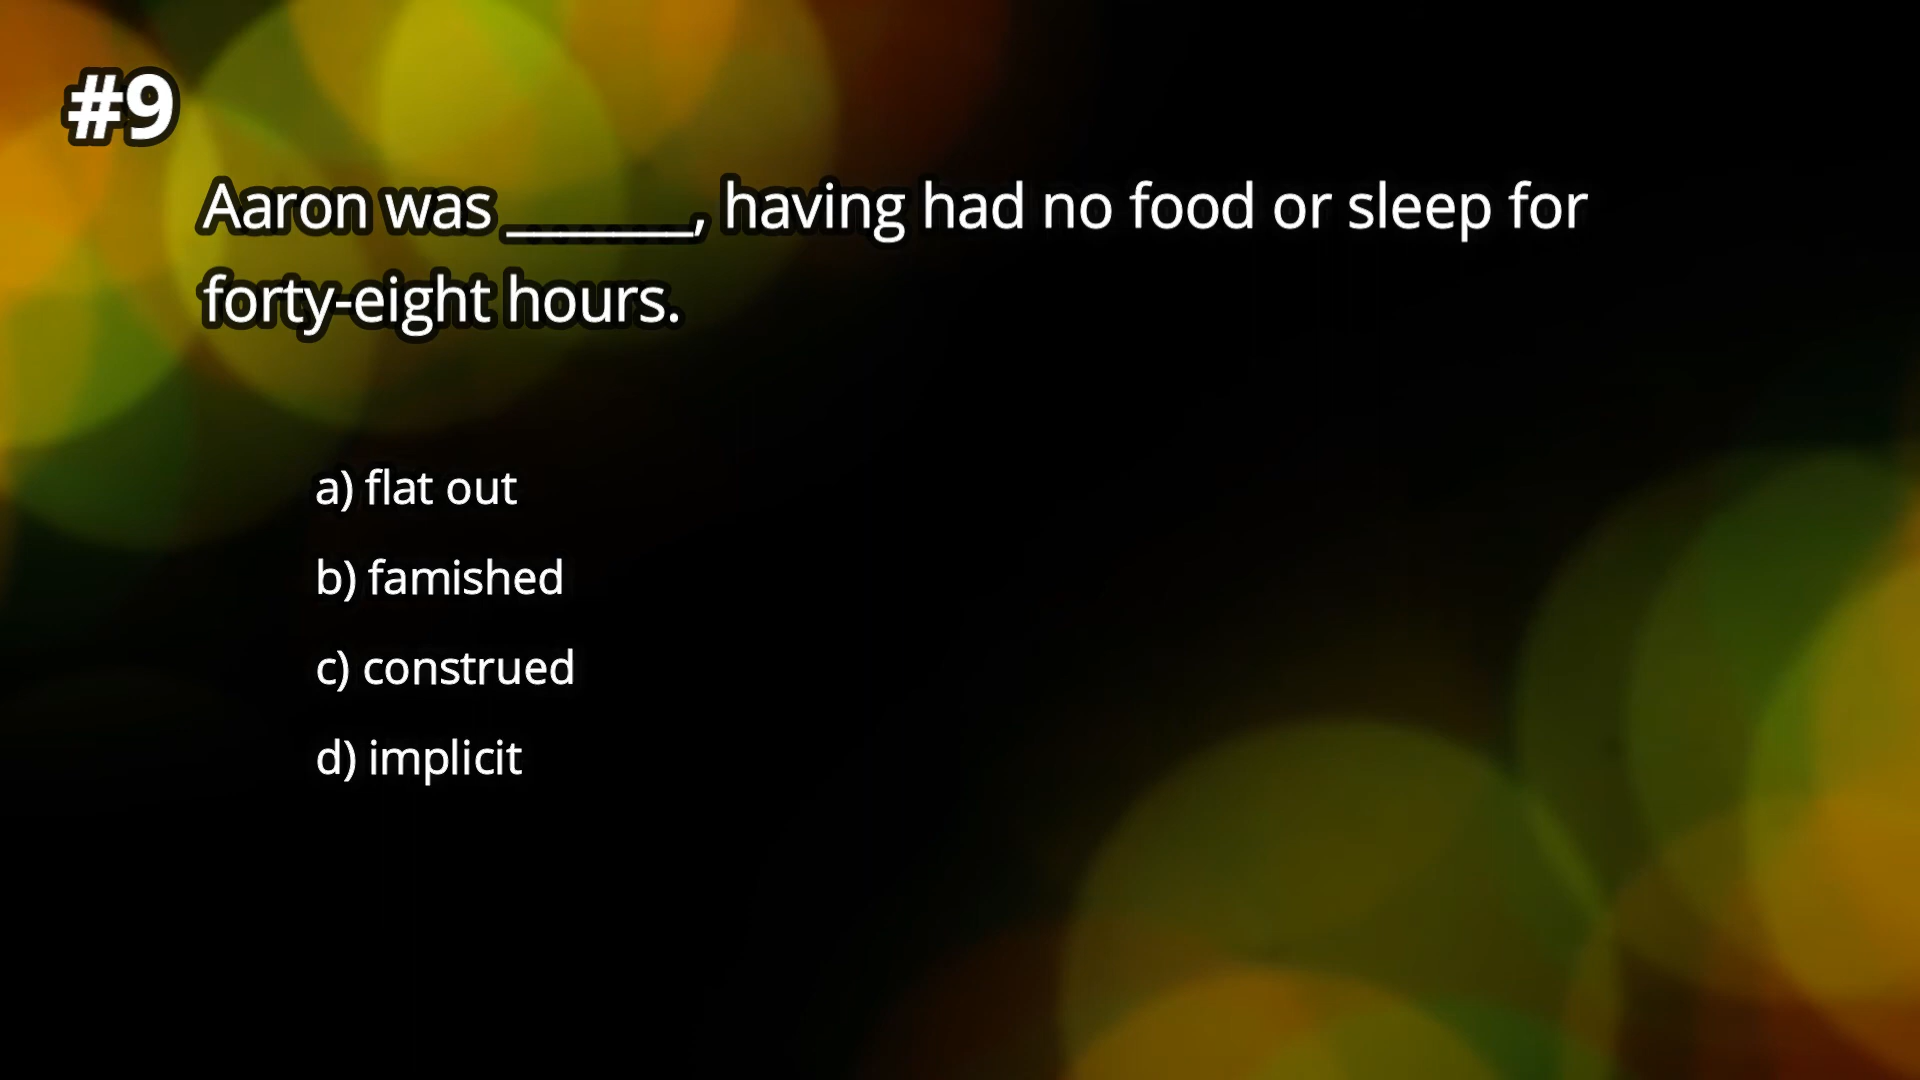 #9
Aaron was _______, having had no food or sleep for
forty-eight hours.
a) flat out
b) famished
c) construed
d) implicit